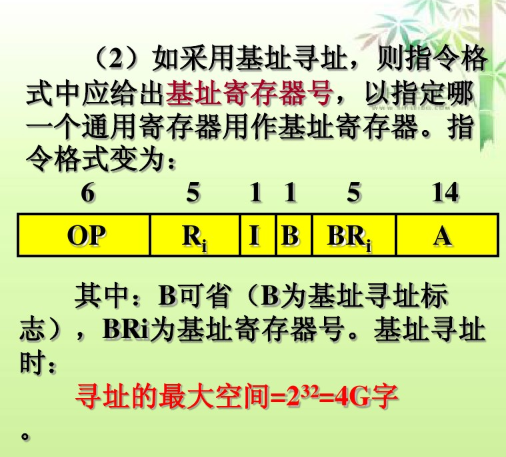 （2）如采用基址寻址，则指令格
式中应给出基址寄存器号，以指定哪
一个通用寄存器用作基址寄存器。指
令格式变为：
6 5 1 1 5 14
OP Ri I B BRi A
其中：B可省（B为基址寻址标
志），BRi为基址寄存器号。基址寻址
时：
寻址的最大空间=2³²=4G字
。